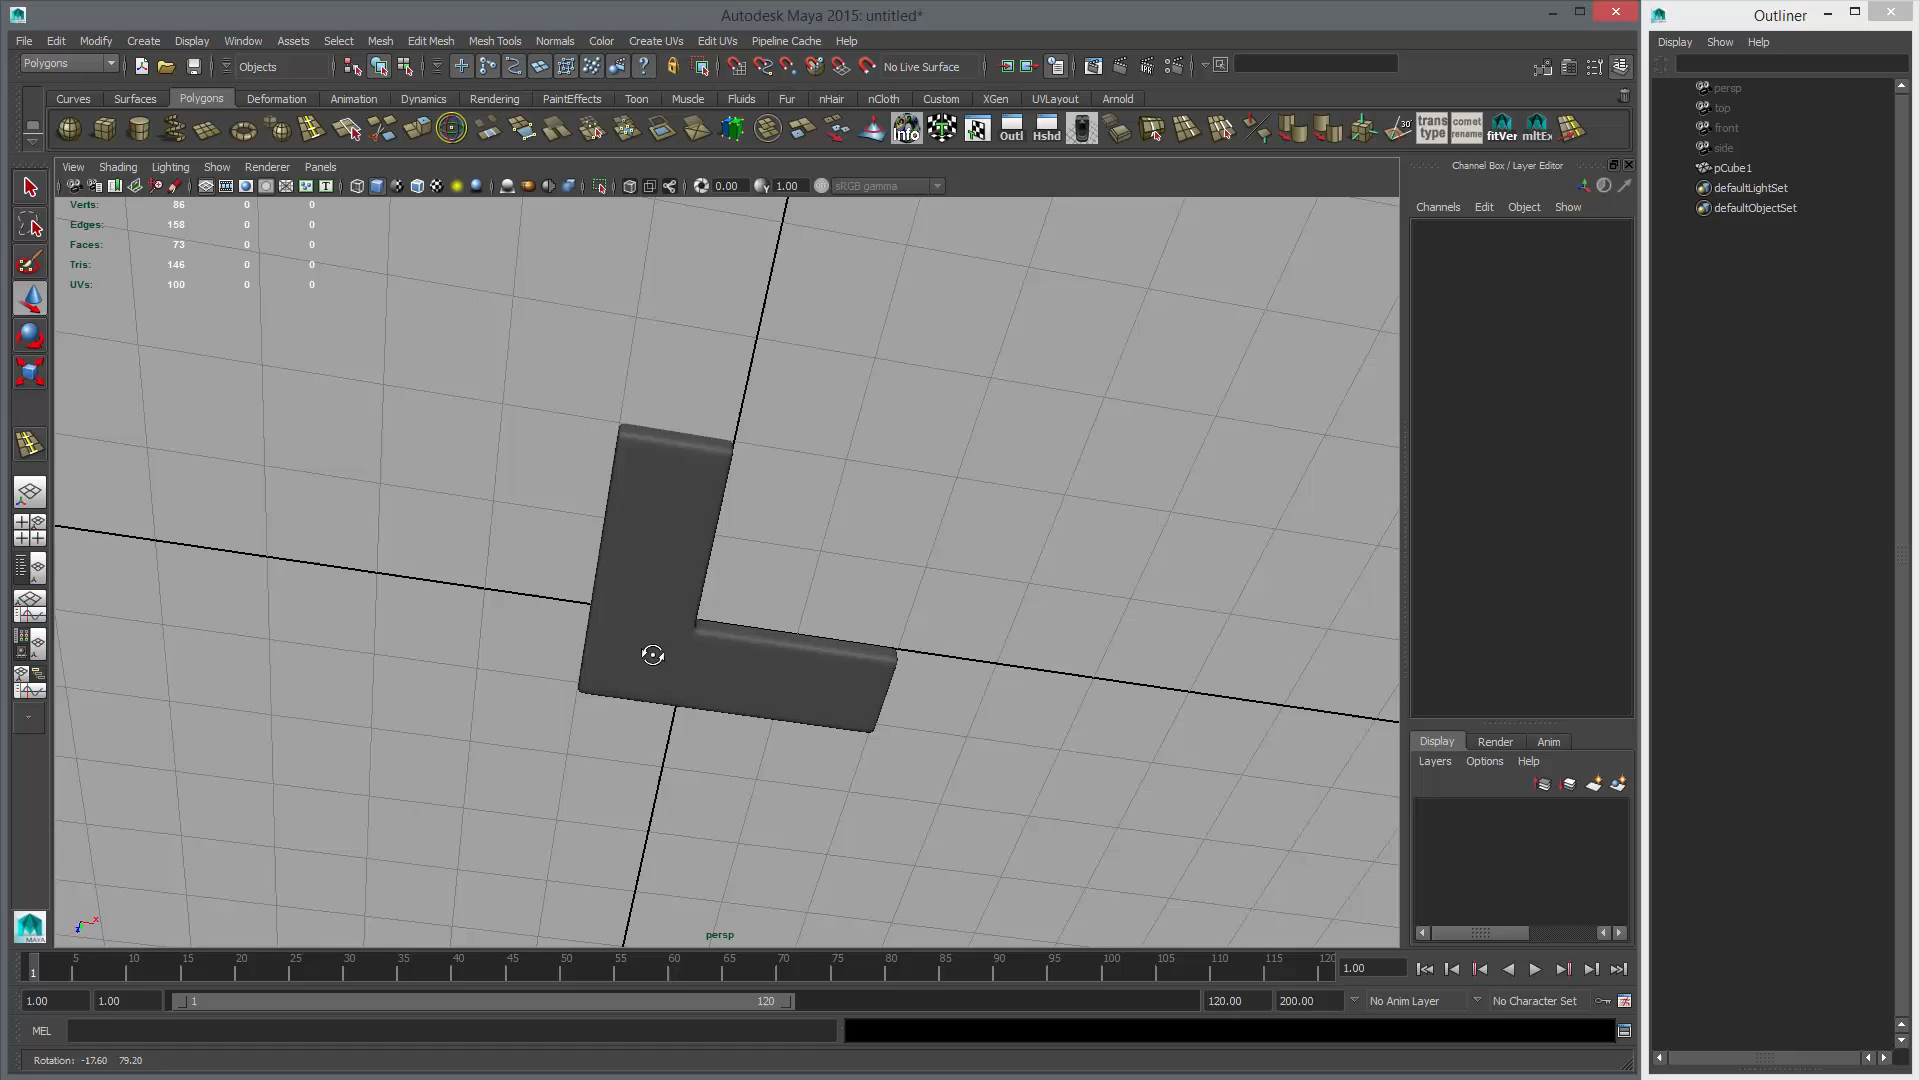 Autodesk Maya 2015: untitled*
Outliner
File Edit Modify Create Display Window Assets Select Mesh Edit Mesh Mesh Tools Normals Color Create UVs Edit UVs Pipeline Cache Help
Display Show Help
Polygons
Objects
No Live Surface
Curves Surfaces Polygons Deformation Animation Dynamics Rendering PaintEffects Toon Muscle Fluids Fur nHair nCloth Custom XGen UVLayout Arnold
Info
Outl
Hshd
30
trans
type
comet
rename
fitVer
mltEx
View Shading Lighting Show Renderer Panels
0.00
1.00
sRGB gamma
Channel Box / Layer Editor
Channels Edit Object Show
persp
top
front
side
pCube1
defaultLightSet
defaultObjectSet
Verts: 86 0 0
Edges: 158 0 0
Faces: 73 0 0
Tris: 146 0 0
UVs: 100 0 0
Display Render Anim
Layers Options Help
persp
x
MAYA
1 5 10 15 20 25 30 35 40 45 50 55 60 65 70 75 80 85 90 95 100 105 110 115 120
1.00
1.00 1.00 1 120 120.00 200.00 No Anim Layer No Character Set
MEL
Rotation: -17.60 79.20